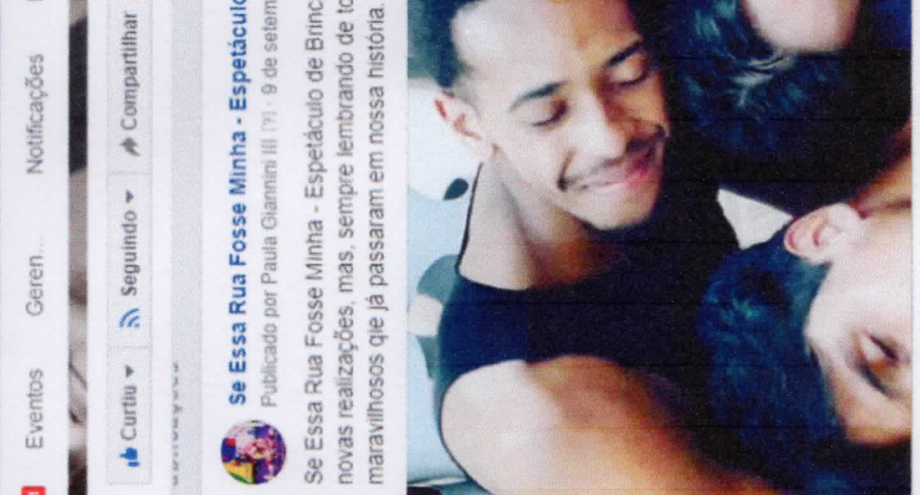 Eventos Geren... Notificações
Curtiu Seguindo Compartilhar
Se Essa Rua Fosse Minha - Espetáculo
Publicado por Paula Giannini [?] · 9 de setem
Se Essa Rua Fosse Minha - Espetáculo de Brinc
novas realizações, mas, sempre lembrando de to
maravilhosos qie já passaram em nossa história.